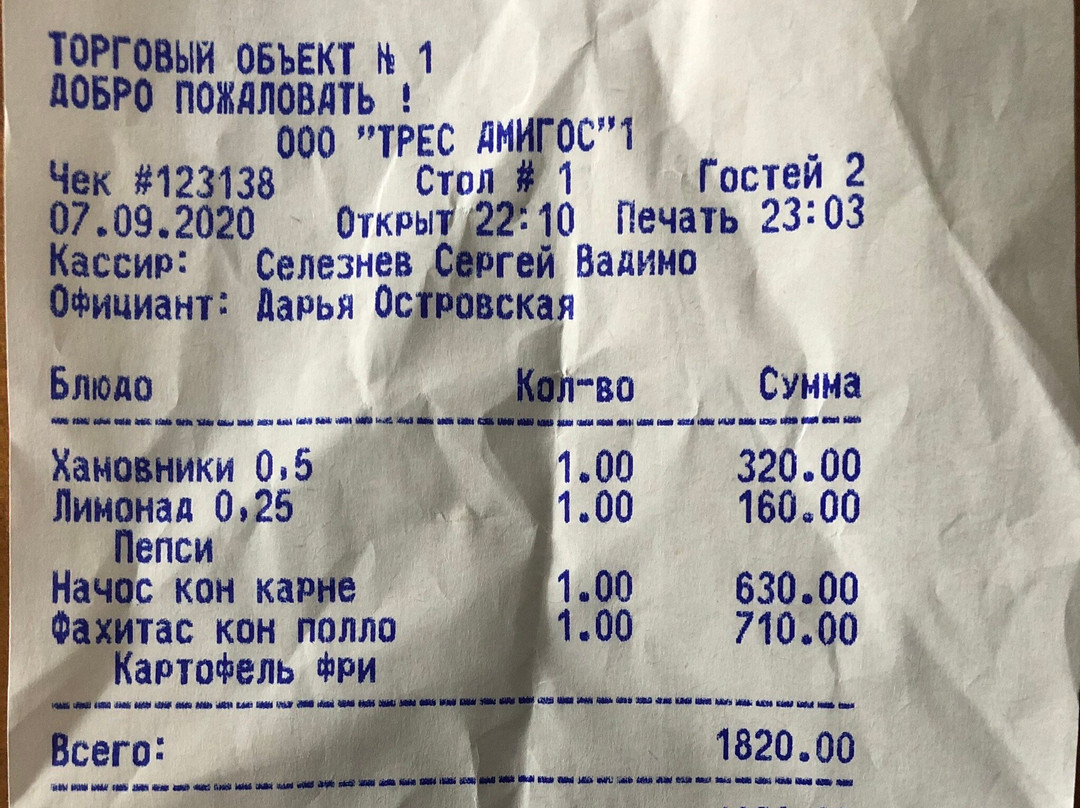 ТОРГОВЫЙ ОБЪЕКТ № 1
ДОБРО ПОЖАЛОВАТЬ !
ООО "ТРЕС АМИГОС"1
Чек #123138 Стол # 1 Гостей 2
07.09.2020 Открыт 22:10 Печать 23:03
Кассир: Селезнев Сергей Вадимо
Официант: Дарья Островская
Блюдо Кол-во Сумма
Хамовники 0,5 1.00 320.00
Лимонад 0,25 1.00 160.00
Пепси
Начос кон карне 1.00 630.00
Фахитас кон полло 1.00 710.00
Картофель фри
Всего: 1820.00